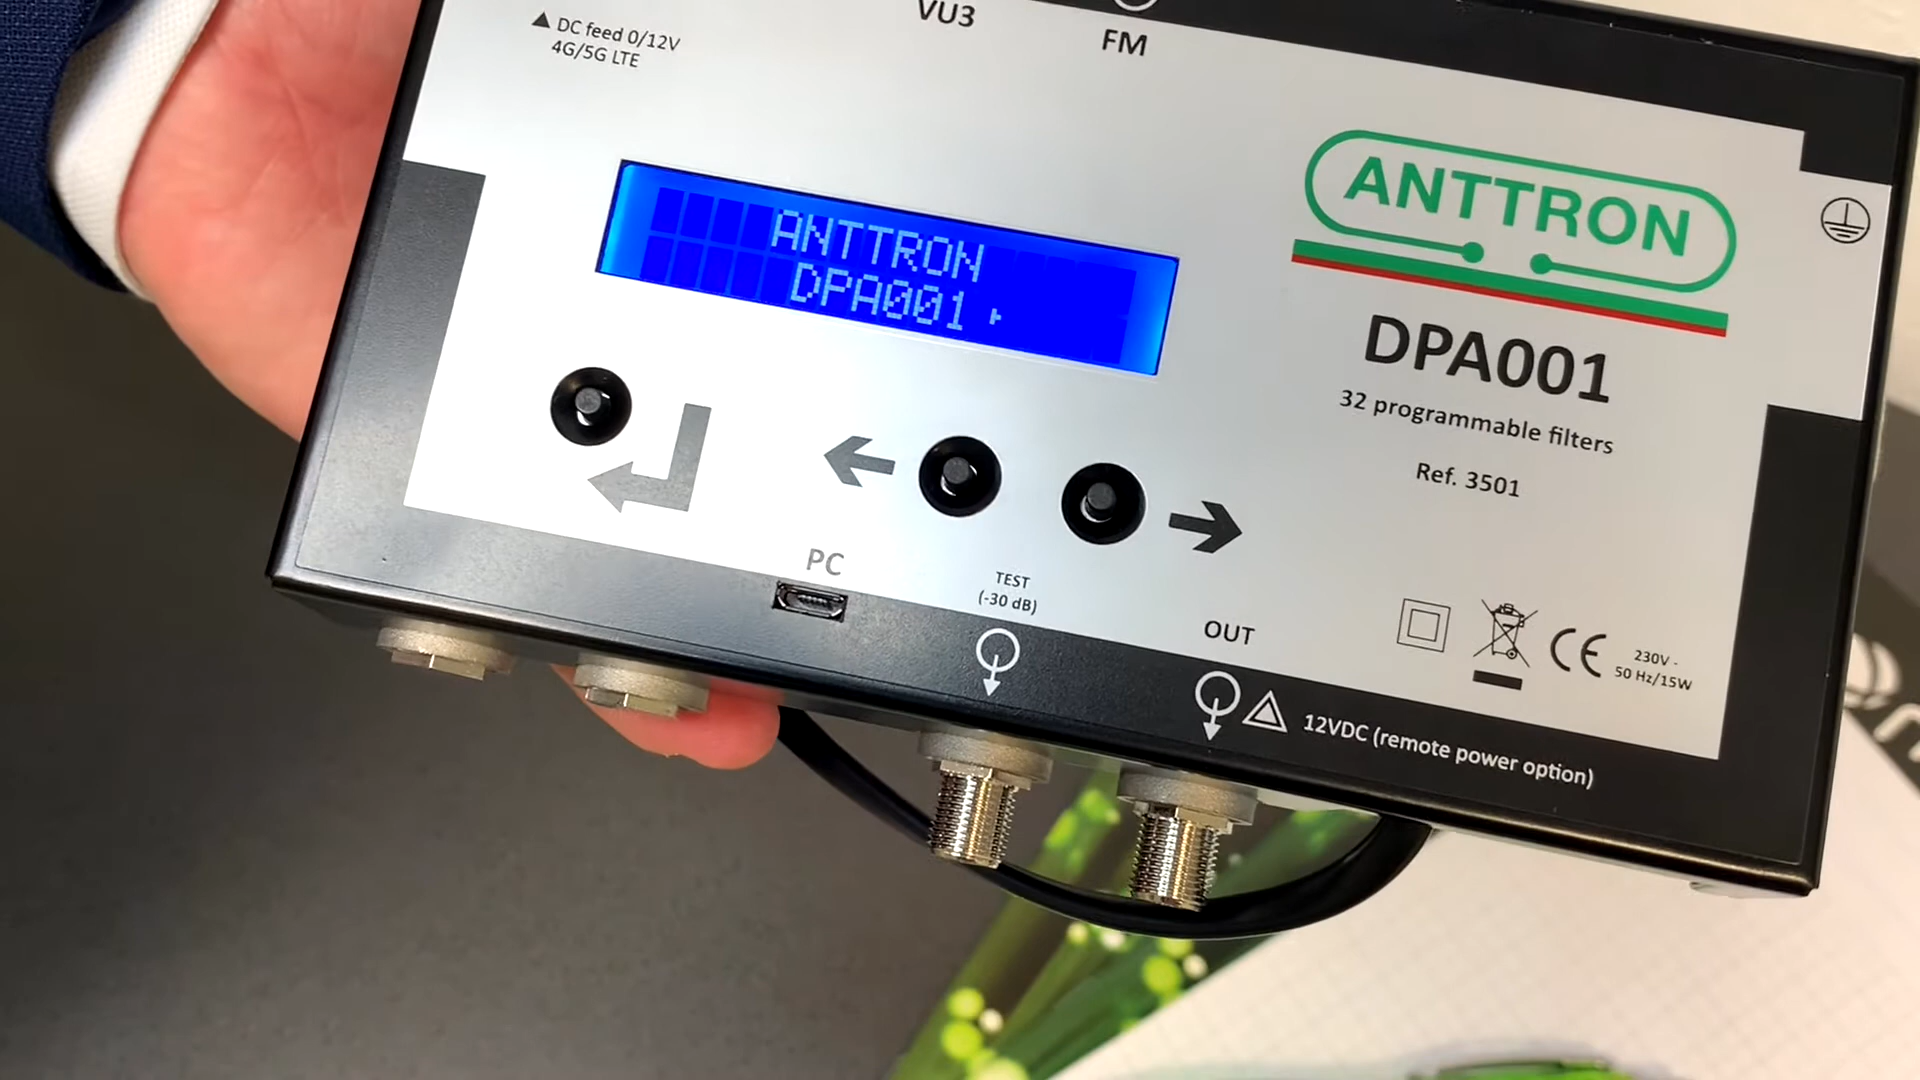 VU3
FM
DC feed 0/12V
4G/5G LTE
ANTTRON
DPA001
ANTTRON
DPA001
32 programmable filters
Ref. 3501
PC
TEST
(-30 dB)
OUT
12VDC (remote power option)
CE
230V ~
50 Hz/15W